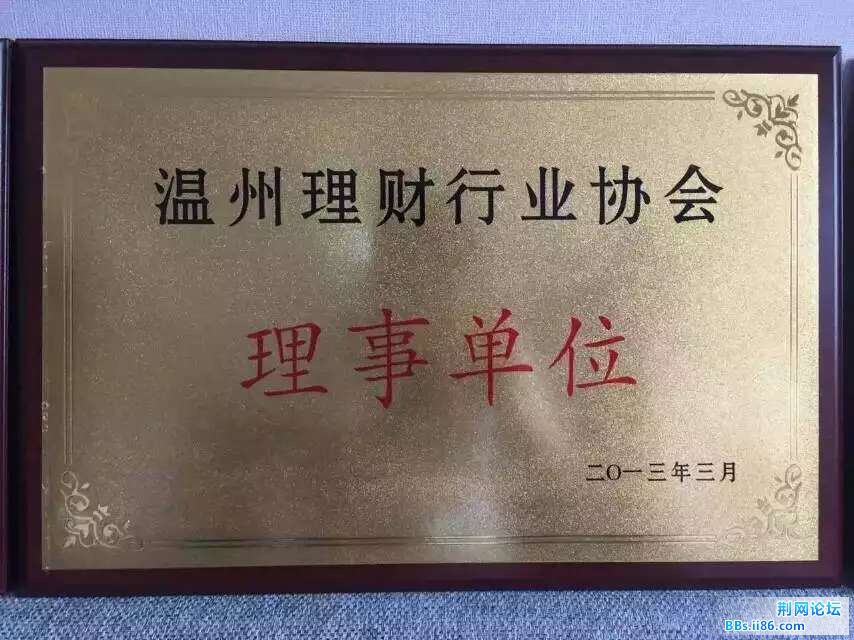 温州理财行业协会
理事单位
二〇一三年三月
荆网论坛
BBs.ii86.com